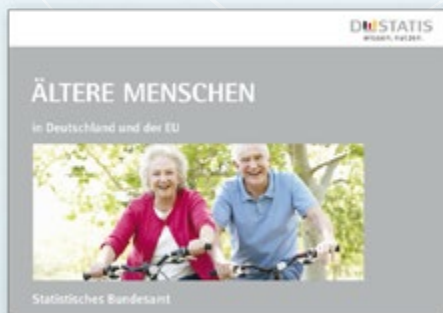 DESTATIS
wissen. nutzen.
ÄLTERE MENSCHEN
in Deutschland und der EU
Statistisches Bundesamt